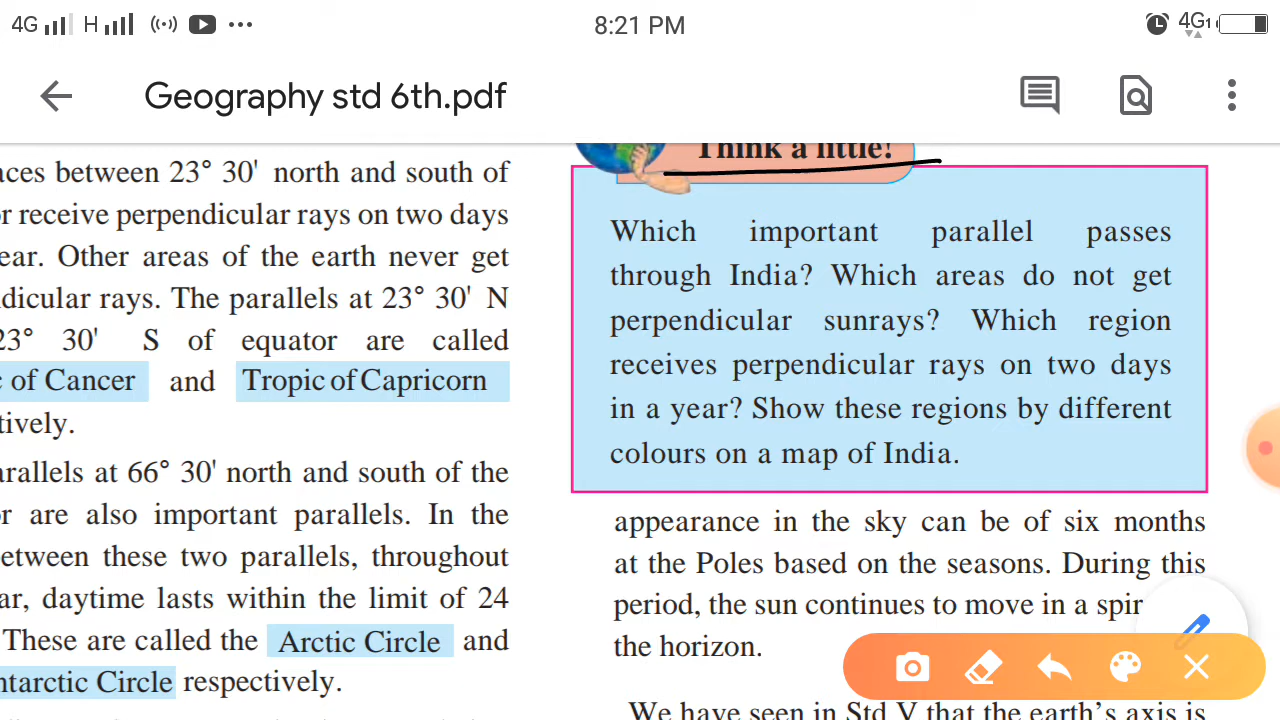 4G H 8:21 PM 4G1
Geography std 6th.pdf
aces between 23° 30' north and south of
or receive perpendicular rays on two days
ear. Other areas of the earth never get
dicular rays. The parallels at 23° 30' N
23° 30' S of equator are called
c of Cancer and Tropic of Capricorn
tively.
arallels at 66° 30' north and south of the
or are also important parallels. In the
etween these two parallels, throughout
ar, daytime lasts within the limit of 24
These are called the Arctic Circle and
ntarctic Circle respectively.
Think a little!
Which important parallel passes
through India? Which areas do not get
perpendicular sunrays? Which region
receives perpendicular rays on two days
in a year? Show these regions by different
colours on a map of India.
appearance in the sky can be of six months
at the Poles based on the seasons. During this
period, the sun continues to move in a spir
the horizon.
We have seen in Std V that the earth's axis is